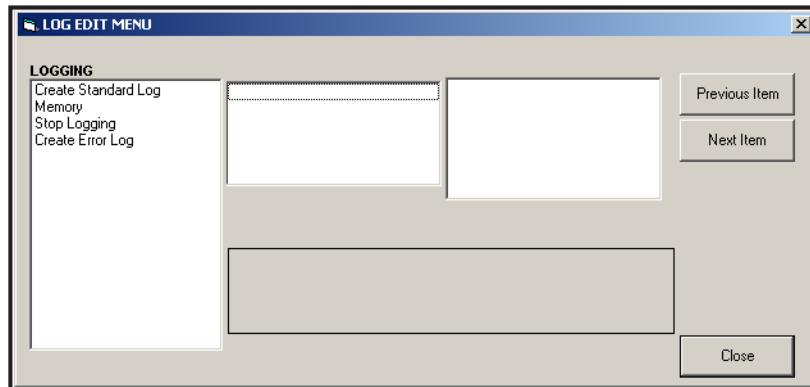 LOG EDIT MENU
LOGGING
Create Standard Log
Memory
Stop Logging
Create Error Log
Previous Item
Next Item
Close